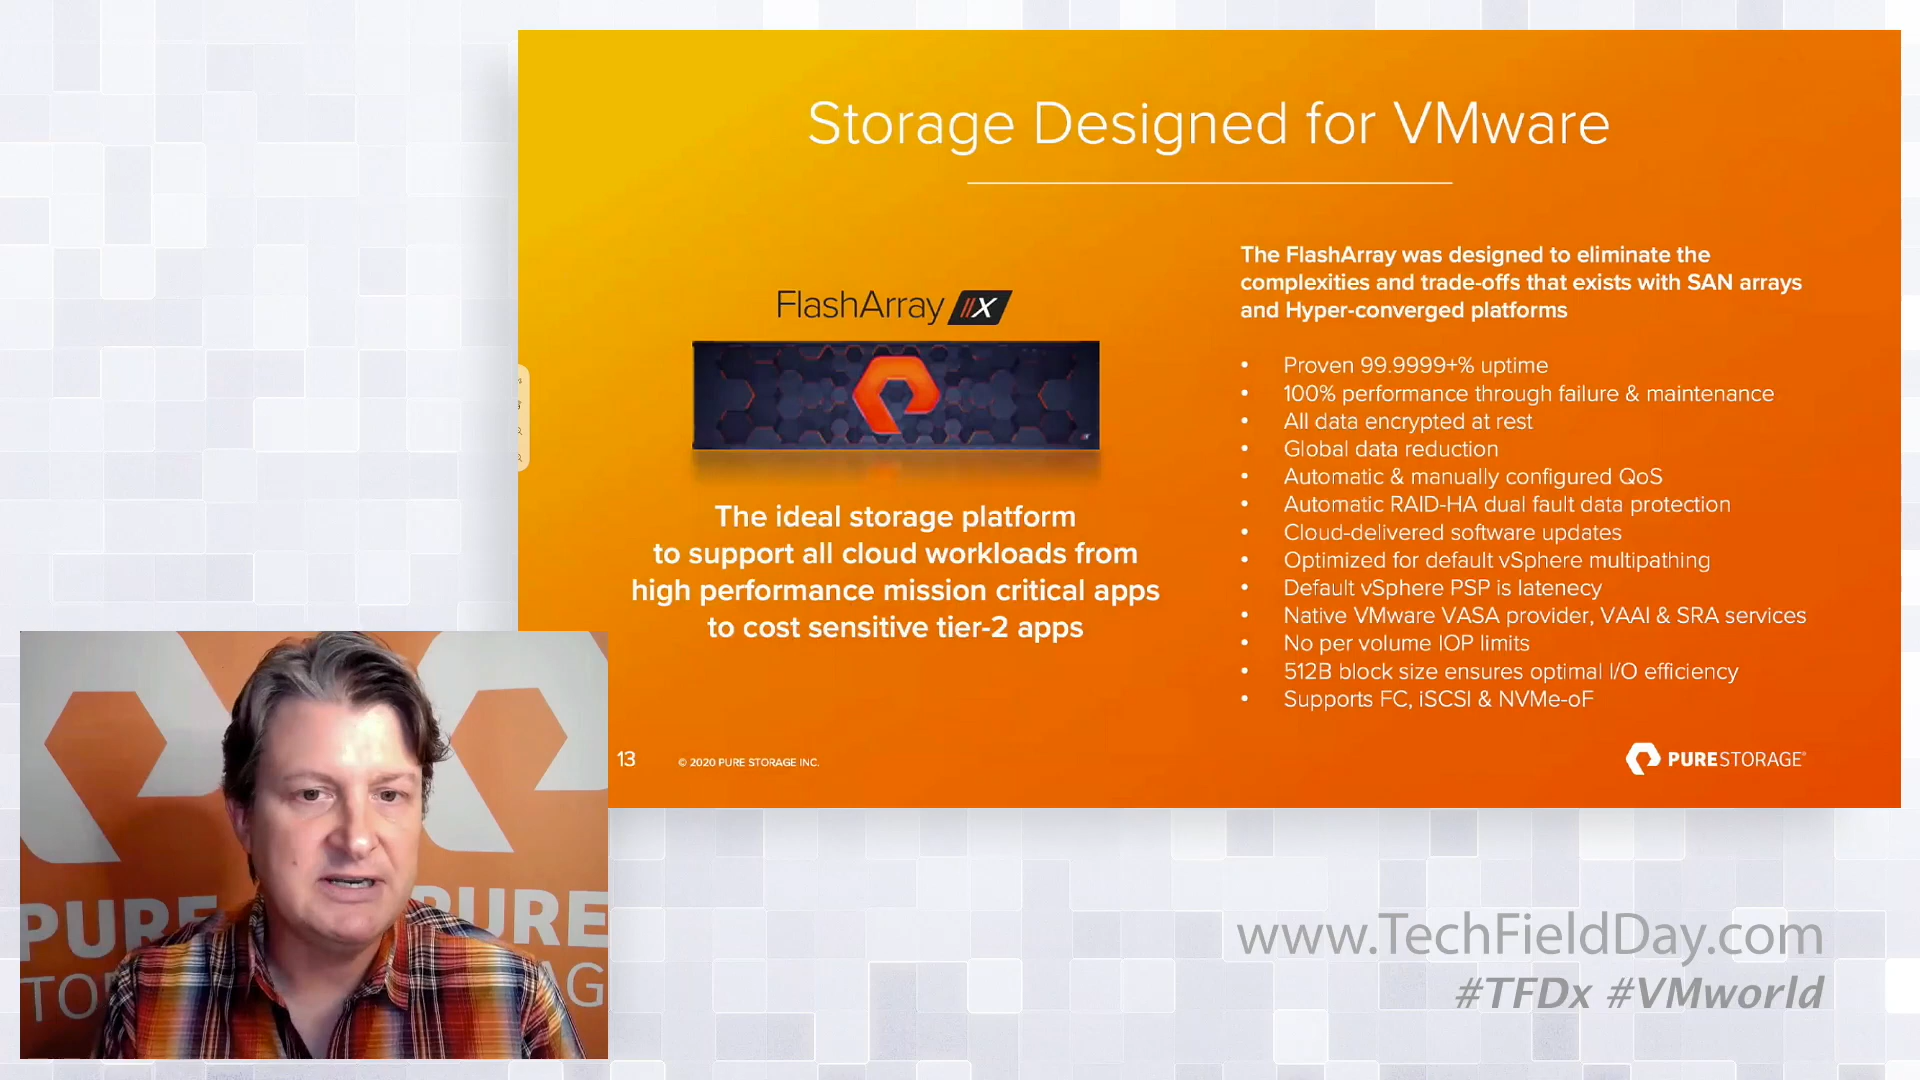 Storage Designed for VMware
FlashArray //X
The ideal storage platform
to support all cloud workloads from
high performance mission critical apps
to cost sensitive tier-2 apps
The FlashArray was designed to eliminate the
complexities and trade-offs that exists with SAN arrays
and Hyper-converged platforms
• Proven 99.9999+% uptime
• 100% performance through failure & maintenance
• All data encrypted at rest
• Global data reduction
• Automatic & manually configured QoS
• Automatic RAID-HA dual fault data protection
• Cloud-delivered software updates
• Optimized for default vSphere multipathing
• Default vSphere PSP is latenecy
• Native VMware VASA provider, VAAI & SRA services
• No per volume IOP limits
• 512B block size ensures optimal I/O efficiency
• Supports FC, iSCSI & NVMe-oF
13
© 2020 PURE STORAGE INC.
PURESTORAGE®
PURE
PURE
TO
AG
www.TechFieldDay.com
#TFDx #VMworld